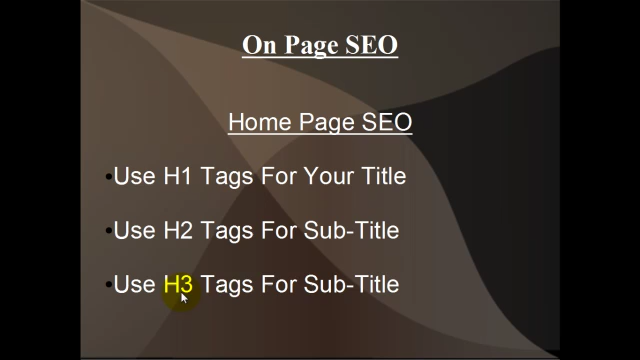 On Page SEO
Home Page SEO
•Use H1 Tags For Your Title
•Use H2 Tags For Sub-Title
•Use H3 Tags For Sub-Title